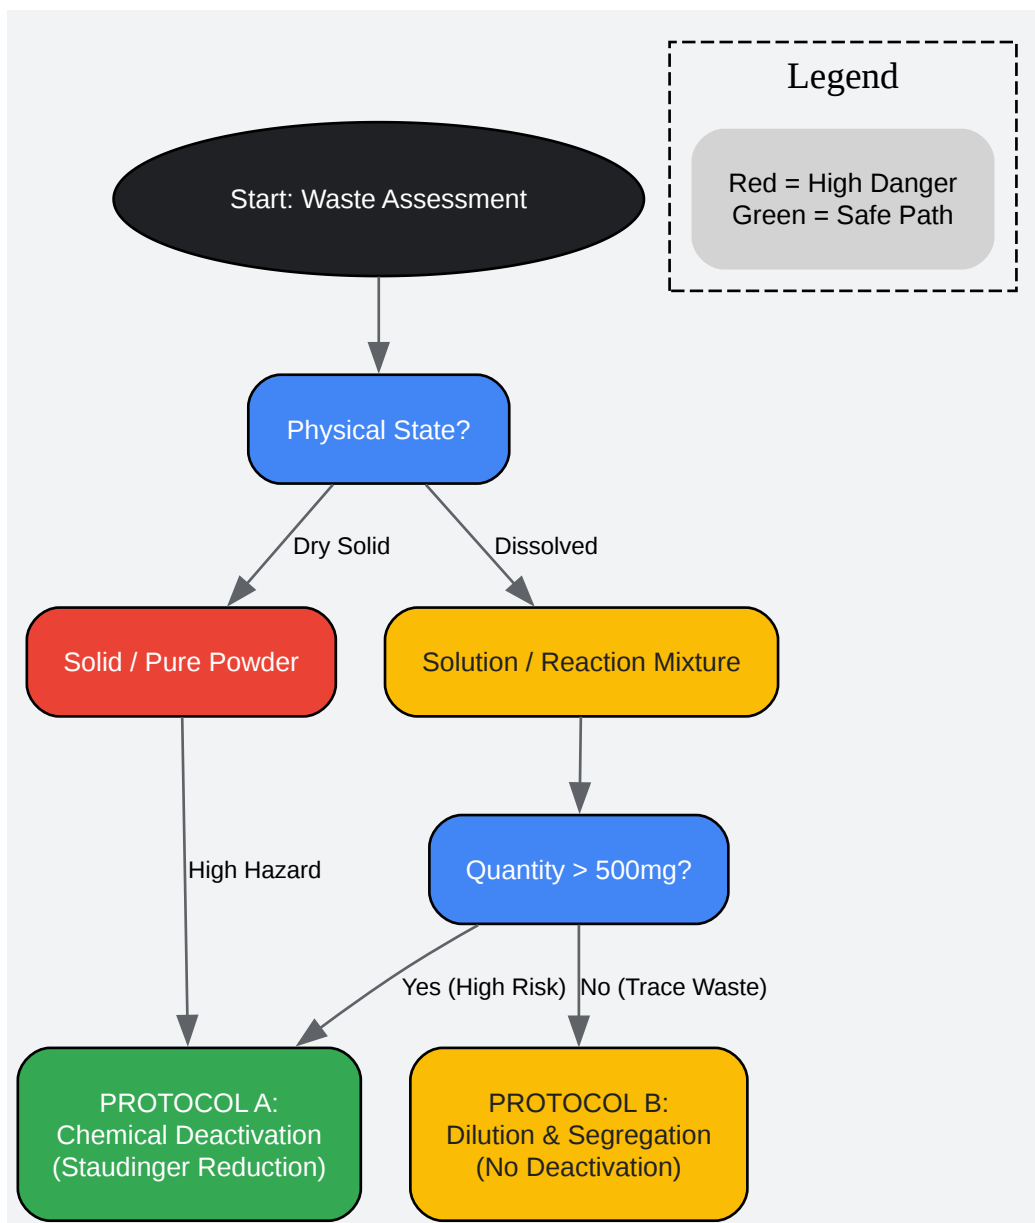 Legend
Red = High Danger
Green = Safe Path
Start: Waste Assessment
Physical State?
Dry Solid
Dissolved
Solid / Pure Powder
Solution / Reaction Mixture
High Hazard
Quantity > 500mg?
Yes (High Risk)
No (Trace Waste)
PROTOCOL A:
Chemical Deactivation
(Staudinger Reduction)
PROTOCOL B:
Dilution & Segregation
(No Deactivation)